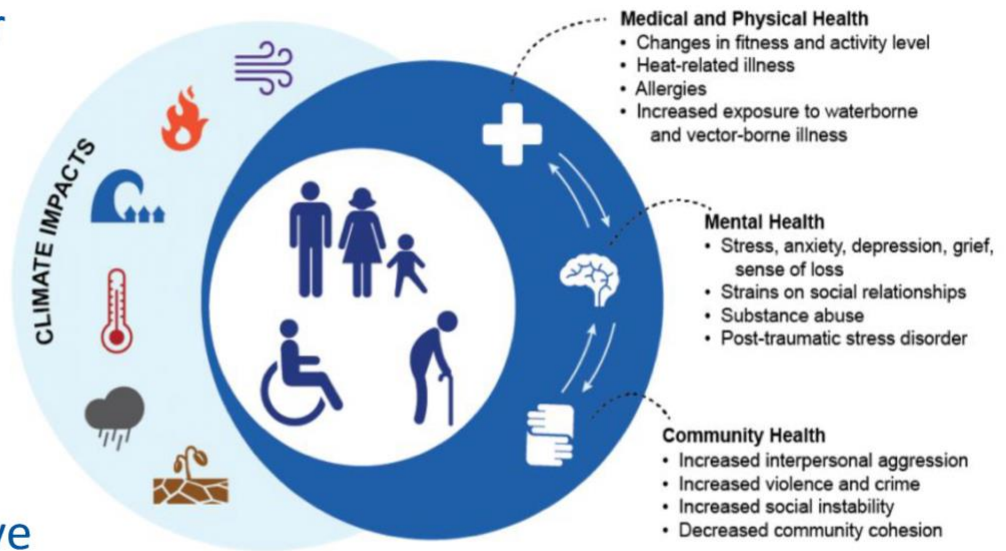 r
CLIMATE IMPACTS
Medical and Physical Health
• Changes in fitness and activity level
• Heat-related illness
• Allergies
• Increased exposure to waterborne
and vector-borne illness
Mental Health
• Stress, anxiety, depression, grief,
sense of loss
• Strains on social relationships
• Substance abuse
• Post-traumatic stress disorder
Community Health
• Increased interpersonal aggression
• Increased violence and crime
• Increased social instability
• Decreased community cohesion
ve